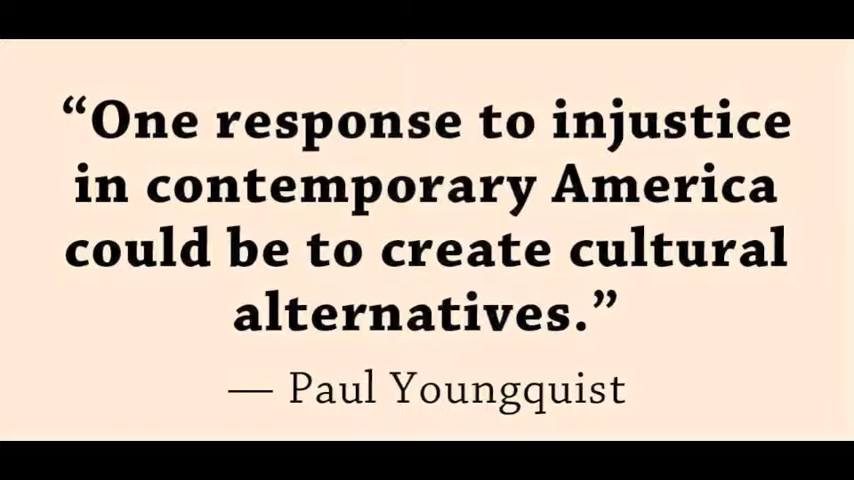 “One response to injustice
in contemporary America
could be to create cultural
alternatives.”
— Paul Youngquist